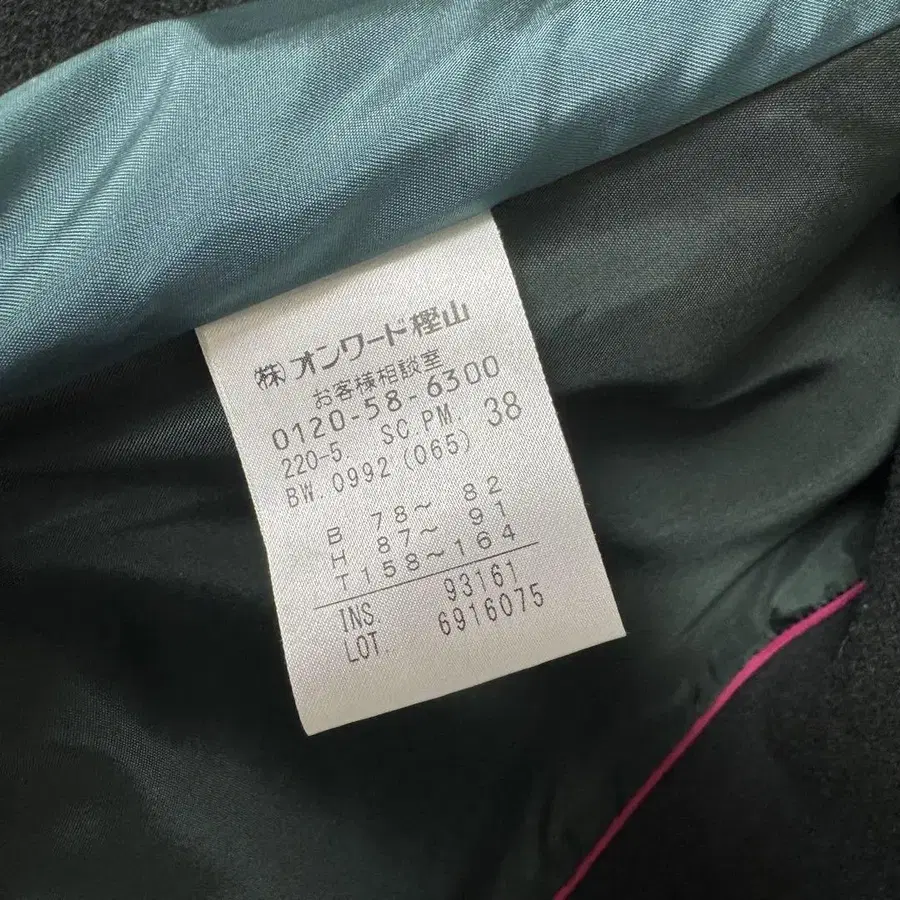 ㈱オンワード樫山
お客様相談室
0120-58-6300
220-5. SC.PM. 38
BW.0992 (065)
B 78〜 82
H 87〜 91
T158〜164
INS. 93161
LOT. 6916075